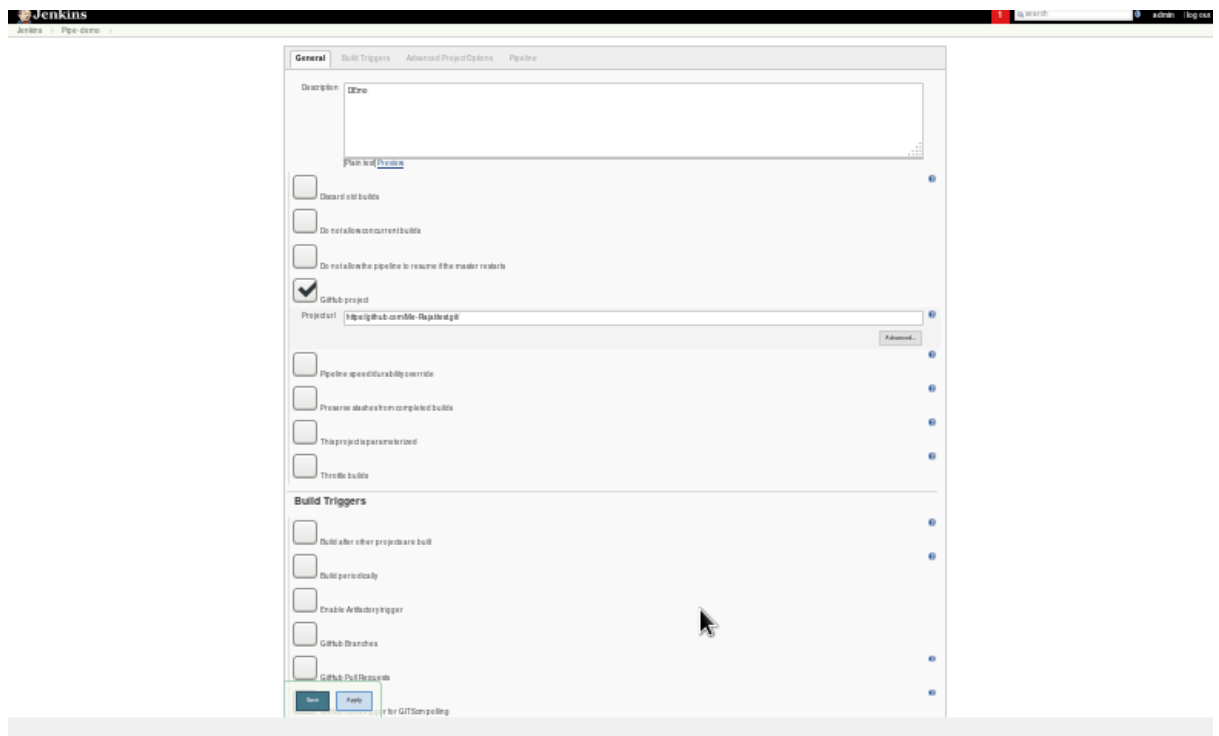 Jenkins 1 search admin | log out
Jenkins › Pipe-demo ›
General Build Triggers Advanced Project Options Pipeline
Description DEmo
[Plain text] Preview
Discard old builds
Do not allow concurrent builds
Do not allow the pipeline to resume if the master restarts
GitHub project
Project url
Advanced...
Pipeline speed/durability override
Preserve stashes from completed builds
This project is parameterized
Throttle builds
Build Triggers
Build after other projects are built
Build periodically
Enable Artifactory trigger
GitHub Branches
GitHub Pull Requests
Save Apply
for GITScm polling